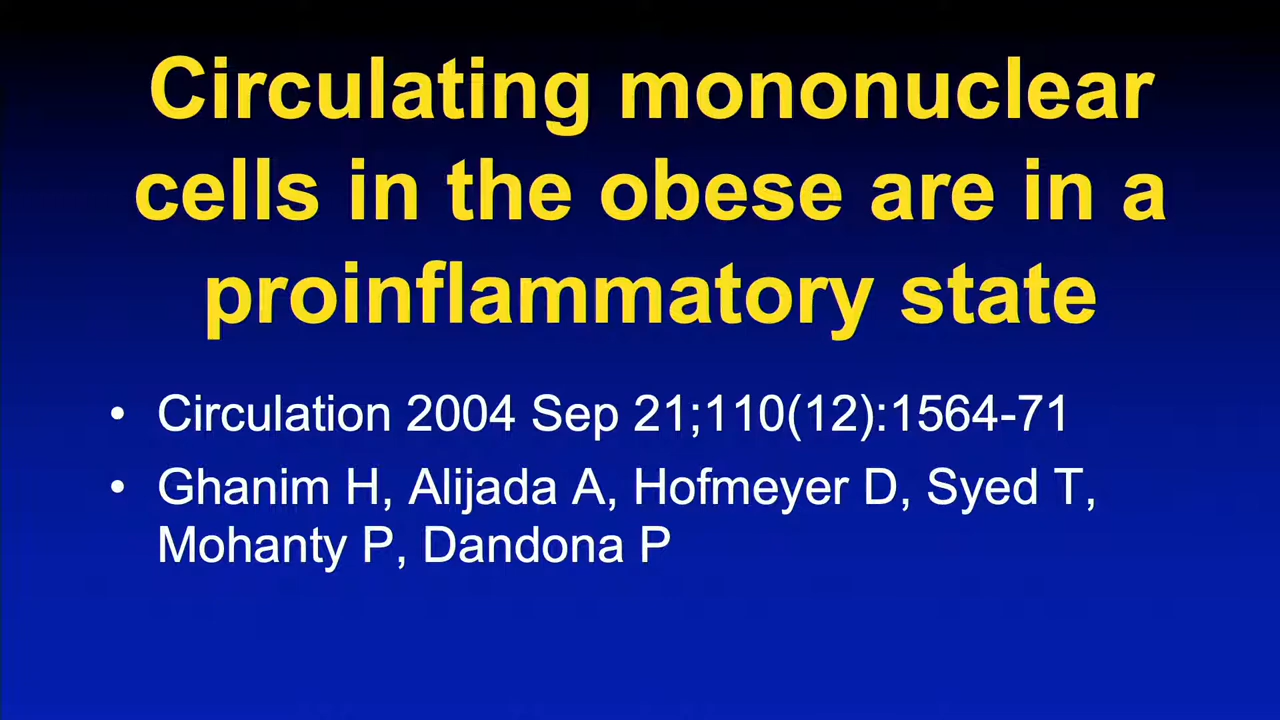 Circulating mononuclear
cells in the obese are in a
proinflammatory state
• Circulation 2004 Sep 21;110(12):1564-71
• Ghanim H, Alijada A, Hofmeyer D, Syed T,
Mohanty P, Dandona P